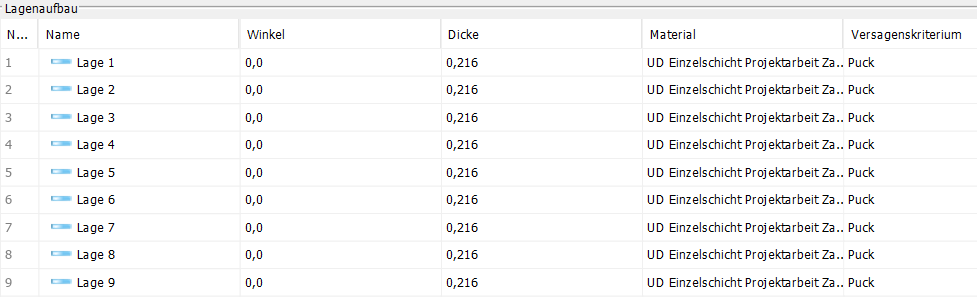 Lagenaufbau
N... Name Winkel Dicke Material Versagenskriterium
1 Lage 1 0,0 0,216 UD Einzelschicht Projektarbeit Za... Puck
2 Lage 2 0,0 0,216 UD Einzelschicht Projektarbeit Za... Puck
3 Lage 3 0,0 0,216 UD Einzelschicht Projektarbeit Za... Puck
4 Lage 4 0,0 0,216 UD Einzelschicht Projektarbeit Za... Puck
5 Lage 5 0,0 0,216 UD Einzelschicht Projektarbeit Za... Puck
6 Lage 6 0,0 0,216 UD Einzelschicht Projektarbeit Za... Puck
7 Lage 7 0,0 0,216 UD Einzelschicht Projektarbeit Za... Puck
8 Lage 8 0,0 0,216 UD Einzelschicht Projektarbeit Za... Puck
9 Lage 9 0,0 0,216 UD Einzelschicht Projektarbeit Za... Puck